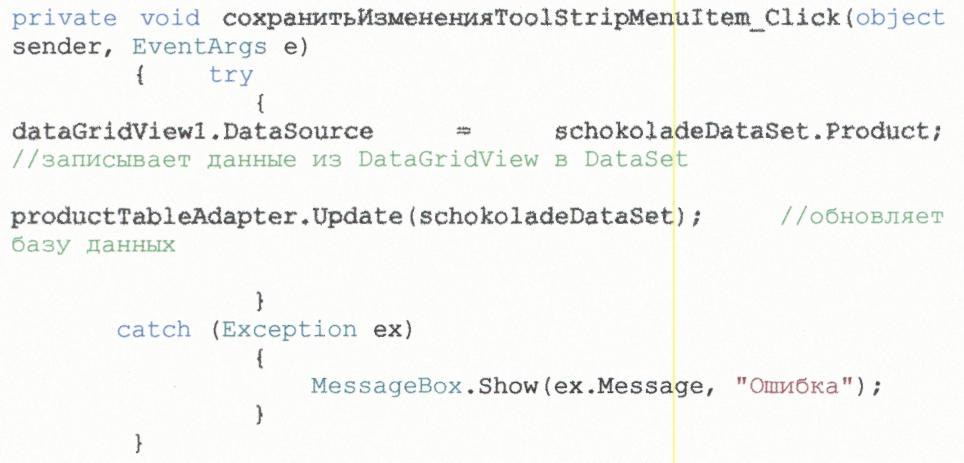 private void сохранитьИзмененияToolStripMenuItem_Click(object
sender, EventArgs e)
{ try
{
dataGridView1.DataSource = schokoladeDataSet.Product;
//записывает данные из DataGridView в DataSet
productTableAdapter.Update(schokoladeDataSet); //обновляет
базу данных
}
catch (Exception ex)
{
MessageBox.Show(ex.Message, "Ошибка");
}
}